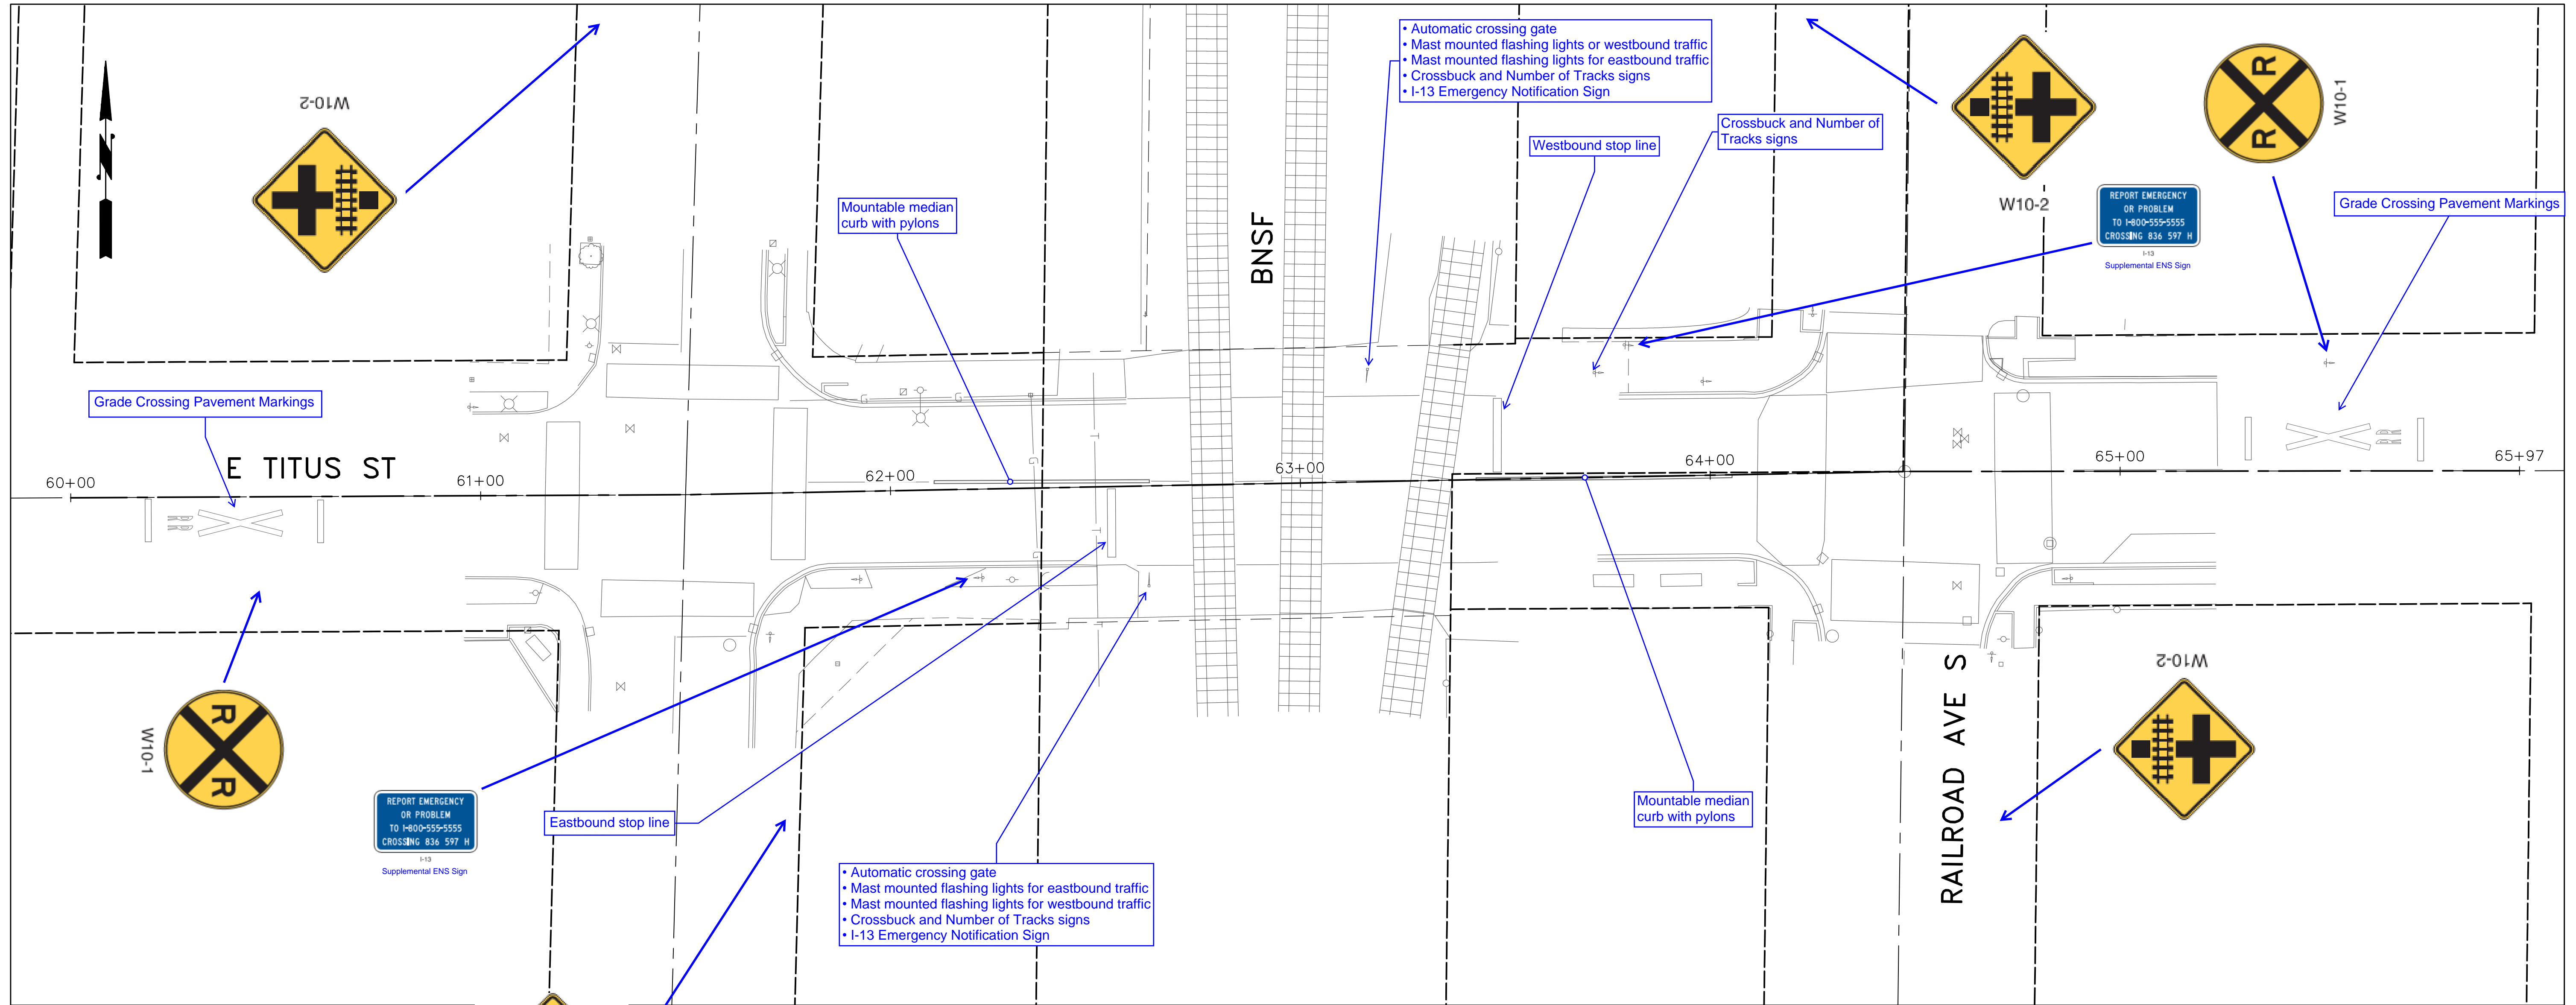 • Automatic crossing gate
• Mast mounted flashing lights or westbound traffic
• Mast mounted flashing lights for eastbound traffic
• Crossbuck and Number of Tracks signs
• I-13 Emergency Notification Sign
W10-2
N
Crossbuck and Number of
Tracks signs
Westbound stop line
R
R
W10-1
W10-2
REPORT EMERGENCY
OR PROBLEM
TO 1-800-555-5555
CROSSING 836 597 H
I-13
Supplemental ENS Sign
Grade Crossing Pavement Markings
Mountable median
curb with pylons
BNSF
Grade Crossing Pavement Markings
E TITUS ST
60+00
61+00
62+00
63+00
64+00
65+00
65+97
R R
R R
G
G
G
G
T
T
T
W10-1
R
R
REPORT EMERGENCY
OR PROBLEM
TO 1-800-555-5555
CROSSING 836 597 H
I-13
Supplemental ENS Sign
Eastbound stop line
• Automatic crossing gate
• Mast mounted flashing lights for eastbound traffic
• Mast mounted flashing lights for westbound traffic
• Crossbuck and Number of Tracks signs
• I-13 Emergency Notification Sign
Mountable median
curb with pylons
RAILROAD AVE S
W10-2